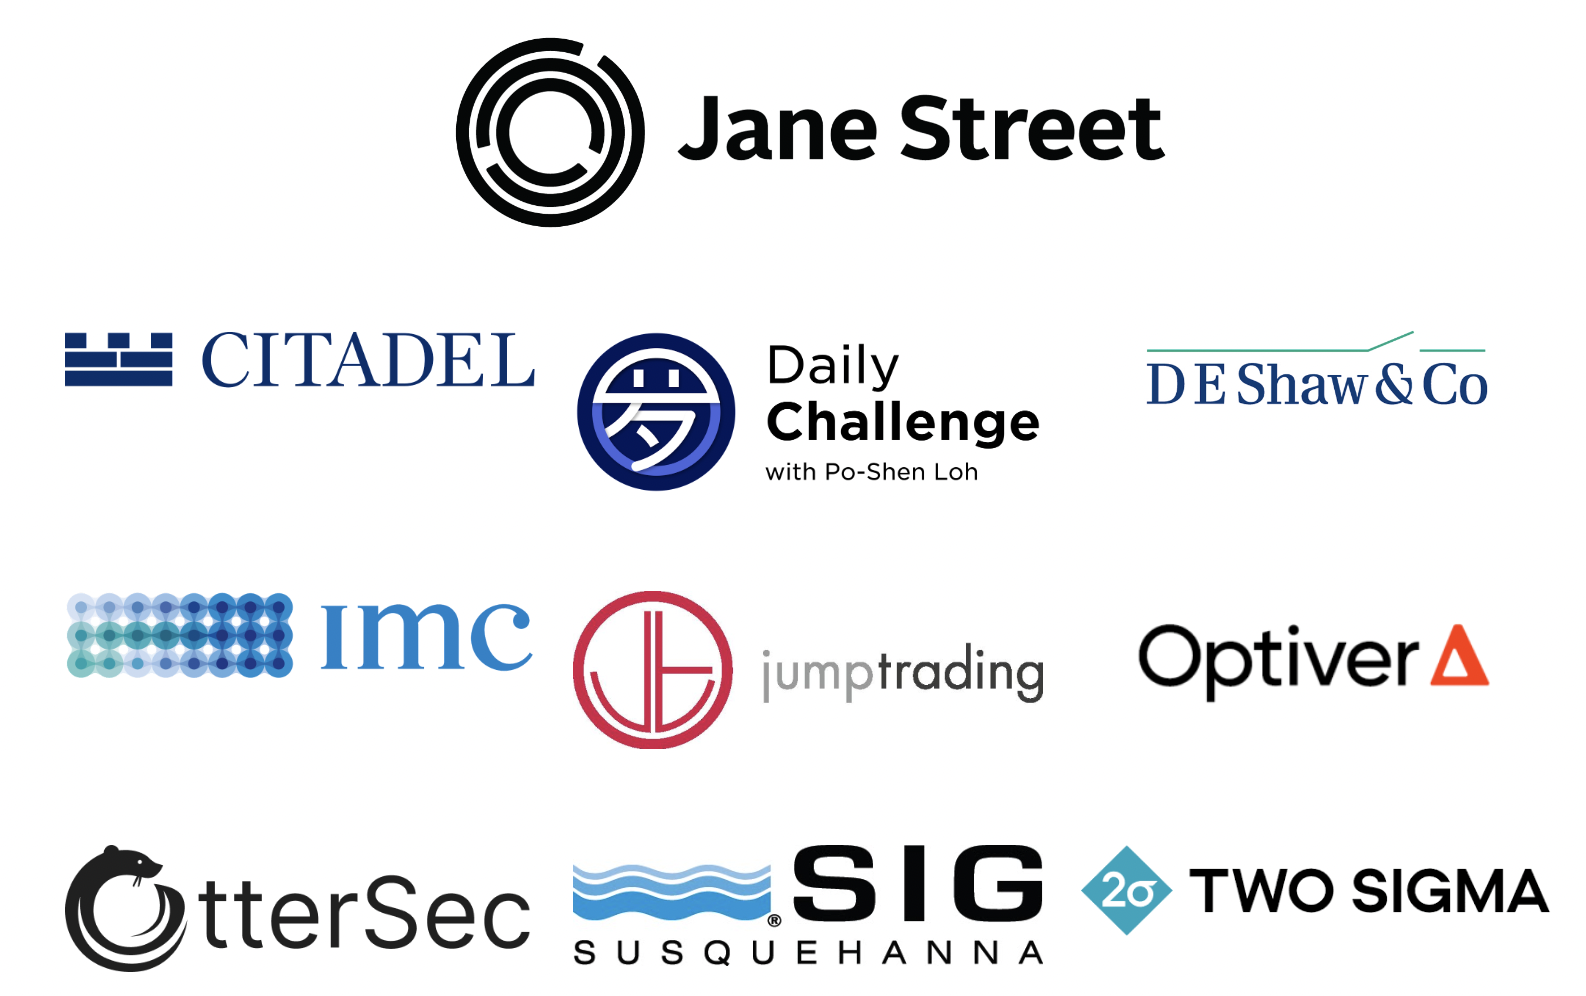 Jane Street
CITADEL
Daily
Challenge
with Po-Shen Loh
D E Shaw & Co
imc
jumptrading
Optiver
OtterSec
SIG
®
SUSQUEHANNA
2σ TWO SIGMA